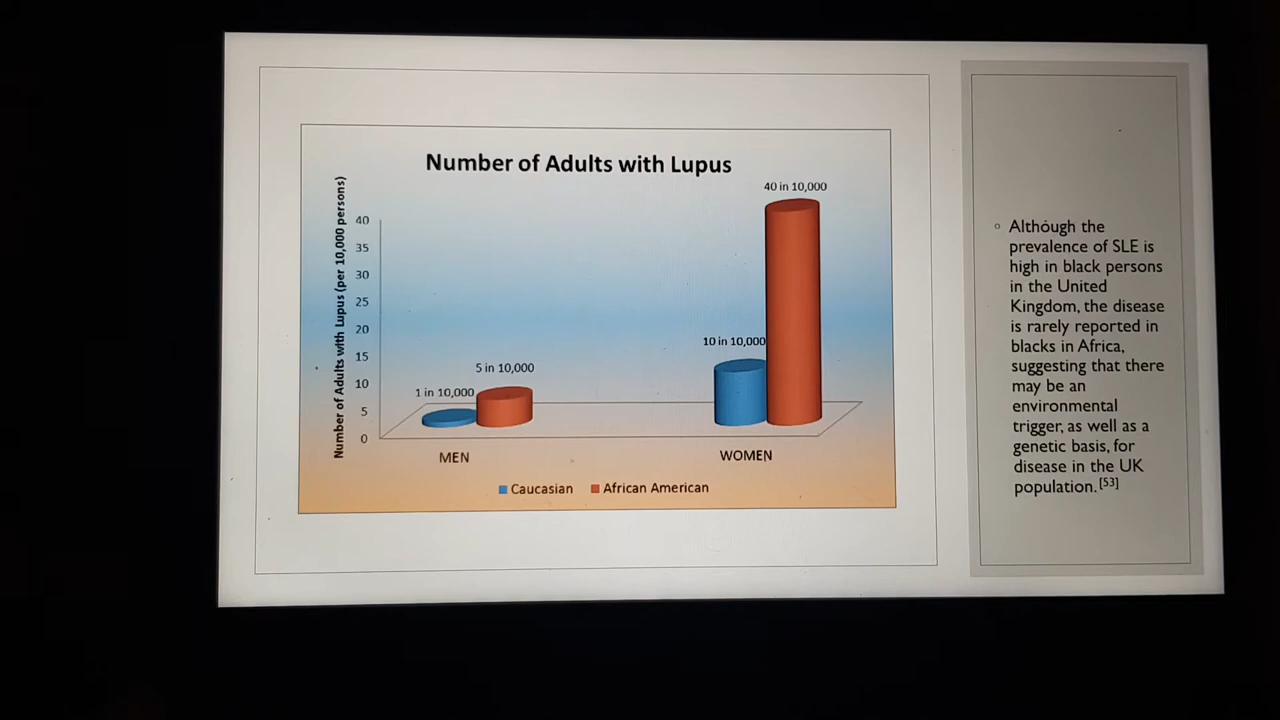 Number of Adults with Lupus
Number of Adults with Lupus (per 10,000 persons)
40
35
30
25
20
15
10
5
0
1 in 10,000
5 in 10,000
10 in 10,000
40 in 10,000
MEN
WOMEN
Caucasian
African American
Although the
prevalence of SLE is
high in black persons
in the United
Kingdom, the disease
is rarely reported in
blacks in Africa,
suggesting that there
may be an
environmental
trigger, as well as a
genetic basis, for
disease in the UK
population.[53]